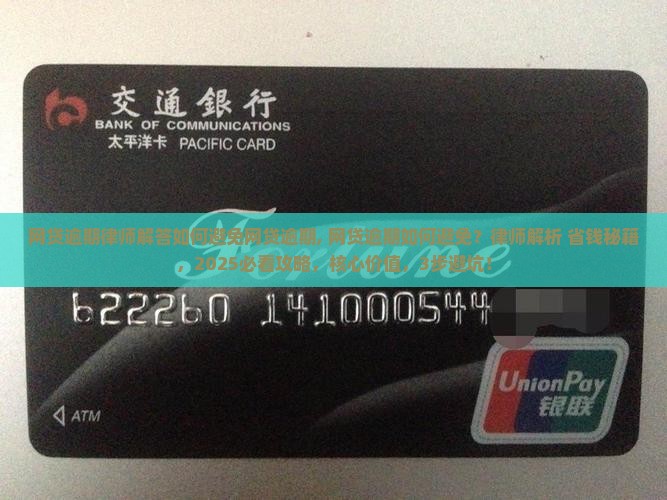 交通銀行
BANK OF COMMUNICATIONS
太平洋卡 PACIFIC CARD
Fortune
网贷逾期律师解答如何避免网贷逾期, 网贷逾期如何避免？律师解析 省钱秘籍
，2025必看攻略，核心价值，3步避坑！
622260 141000544
UnionPay
银联
ATM